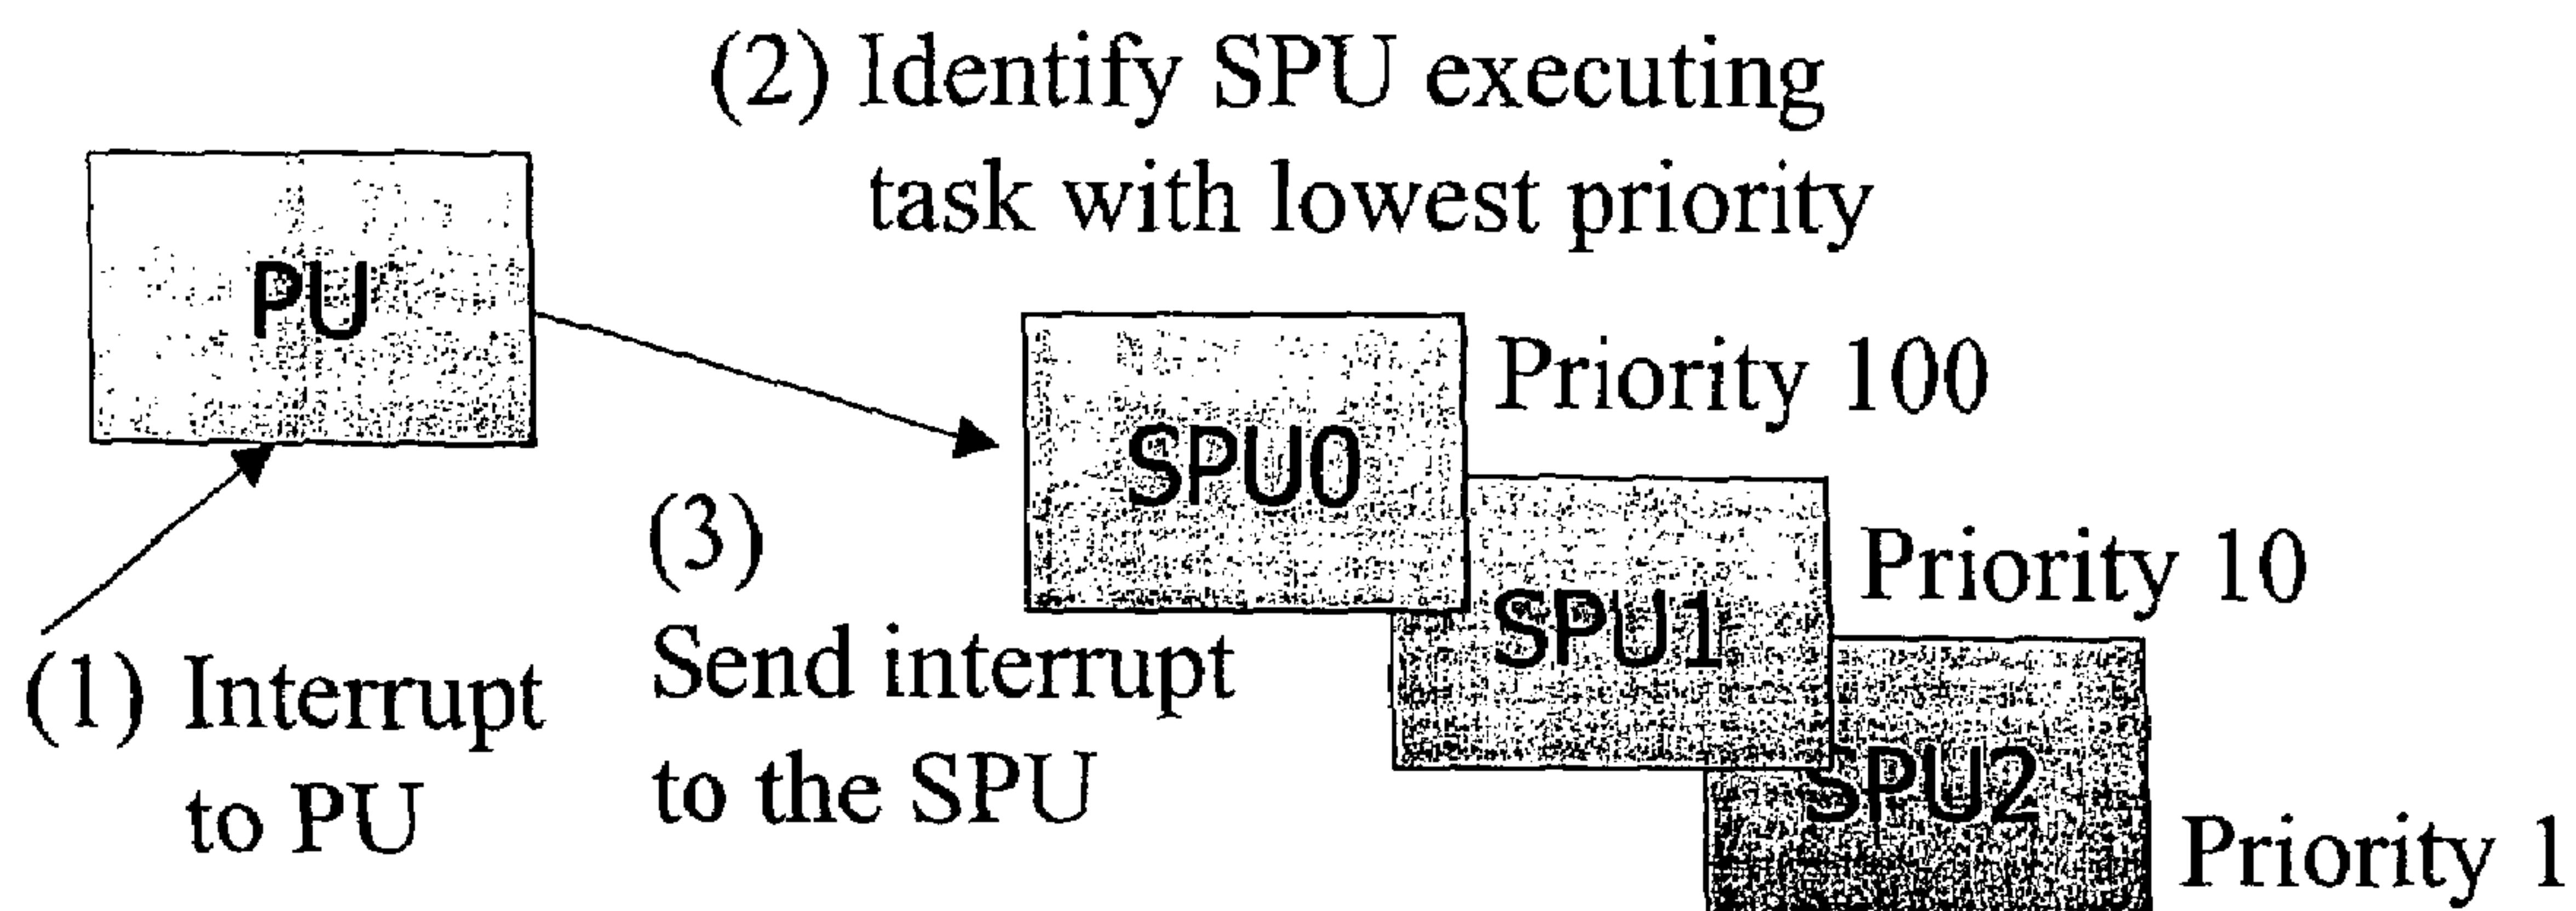 (2) Identify SPU executing
task with lowest priority
PU
SPU0
Priority 100
(3)
Send interrupt
to the SPU
SPU1
Priority 10
(1) Interrupt
to PU
SPU2
Priority 1